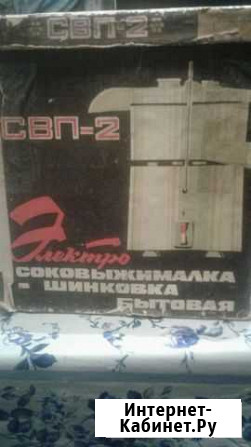 СВП-2
СВП-2
Электро
СОКОВЫЖИМАЛКА
- ШИНКОВКА
БЫТОВАЯ
Интернет-
Кабинет.Ру